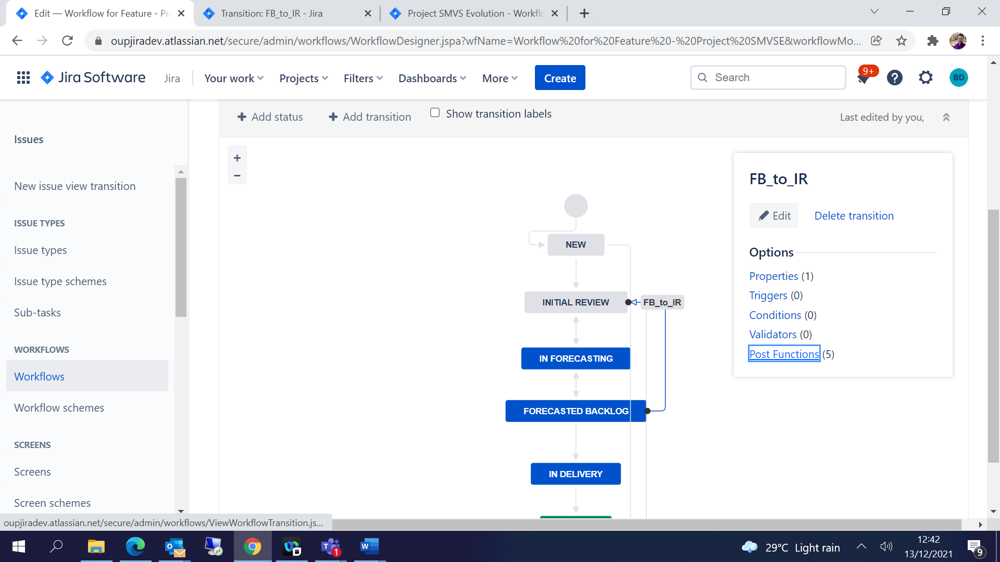 Edit — Workflow for Feature - Pr
Transition: FB_to_IR - Jira
Project SMVS Evolution - Workflo
oupjiradev.atlassian.net/secure/admin/workflows/WorkflowDesigner.jspa?wfName=Workflow%20for%20Feature%20-%20Project%20SMVSE&workflowMo...
Jira Software
Jira
Your work
Projects
Filters
Dashboards
More
Create
Search
9+
BD
Add status
Add transition
Show transition labels
Last edited by you,
Issues
New issue view transition
ISSUE TYPES
Issue types
Issue type schemes
Sub-tasks
WORKFLOWS
Workflows
Workflow schemes
SCREENS
Screens
Screen schemes
+
−
NEW
INITIAL REVIEW
FB_to_IR
IN FORECASTING
FORECASTED BACKLOG
IN DELIVERY
FB_to_IR
Edit
Delete transition
Options
Properties (1)
Triggers (0)
Conditions (0)
Validators (0)
Post Functions (5)
oupjiradev.atlassian.net/secure/admin/workflows/ViewWorkflowTransition.js...
1
29°C Light rain
12:42
13/12/2021
9